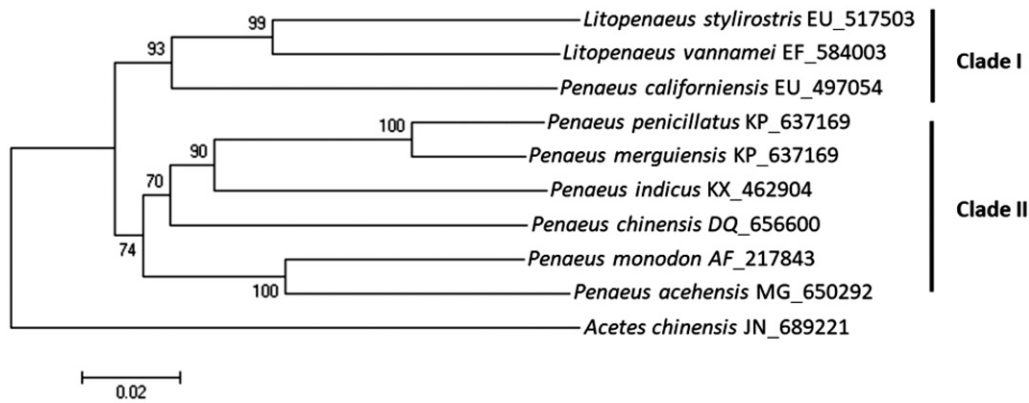 99
Litopenaeus stylirostris EU_517503
93
Litopenaeus vannamei EF_584003
Clade I
Penaeus californiensis EU_497054
100
Penaeus penicillatus KP_637169
90
Penaeus merguiensis KP_637169
70
Penaeus indicus KX_462904
Clade II
Penaeus chinensis DQ_656600
74
Penaeus monodon AF_217843
100
Penaeus acehensis MG_650292
Acetes chinensis JN_689221
0.02